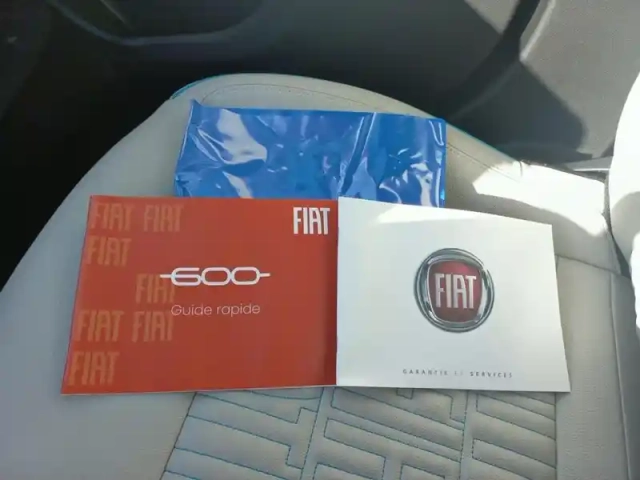 FIAT FIAT
FIAT
FIAT
FIAT FIAT
FIAT
FIAT
600
Guide rapide
FIAT
GARANTIE ET SERVICES